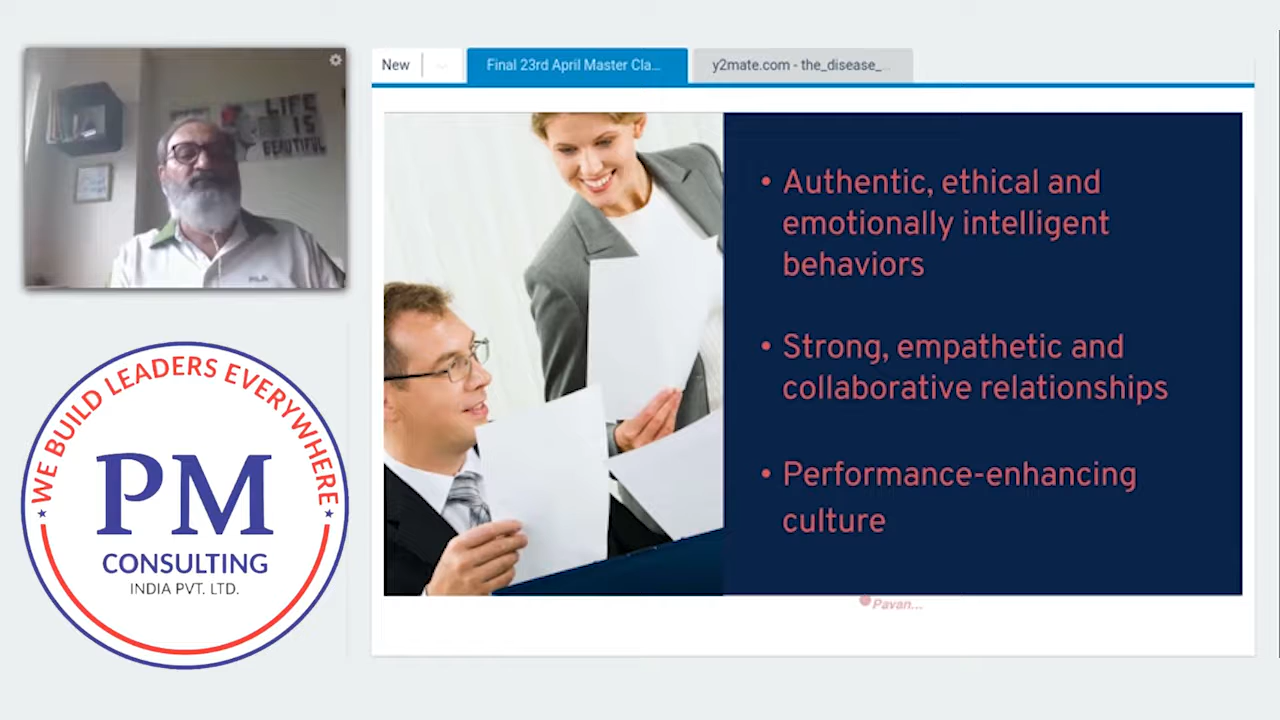 LIFE
IS
BEAUTIFUL
FILA
WE BUILD LEADERS EVERYWHERE
PM
CONSULTING
INDIA PVT. LTD.
New
Final 23rd April Master Cla...
y2mate.com - the_disease_...
• Authentic, ethical and
emotionally intelligent
behaviors
• Strong, empathetic and
collaborative relationships
• Performance-enhancing
culture
Pavan...